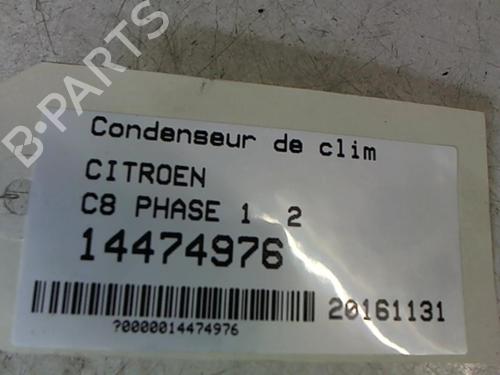 B-PARTS
Condenseur de clim
CITROEN
C8 PHASE 1 2
14474976
20161131
?0000014474976